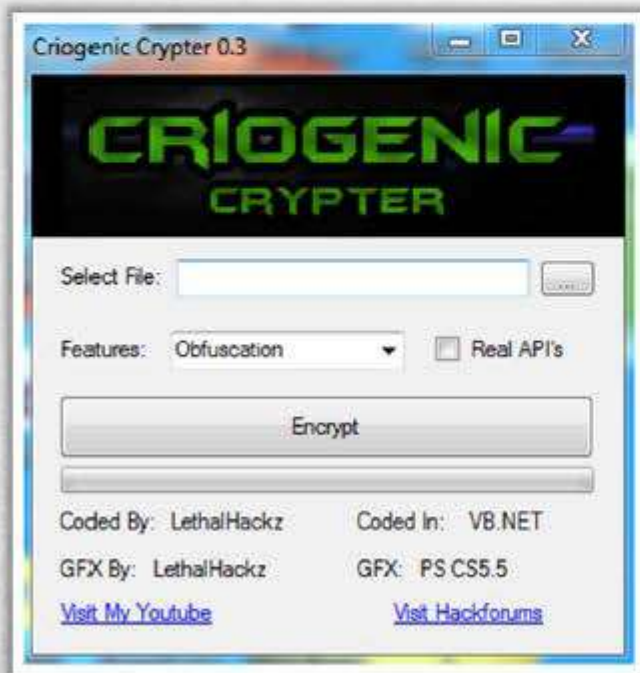 Criogenic Crypter 0.3
CRIOGENIC
CRYPTER
Select File: ...
Features: Obfuscation Real API's
Encrypt
Coded By: LethalHackz Coded In: VB.NET
GFX By: LethalHackz GFX: PS CS5.5
Visit My Youtube Visit Hackforums